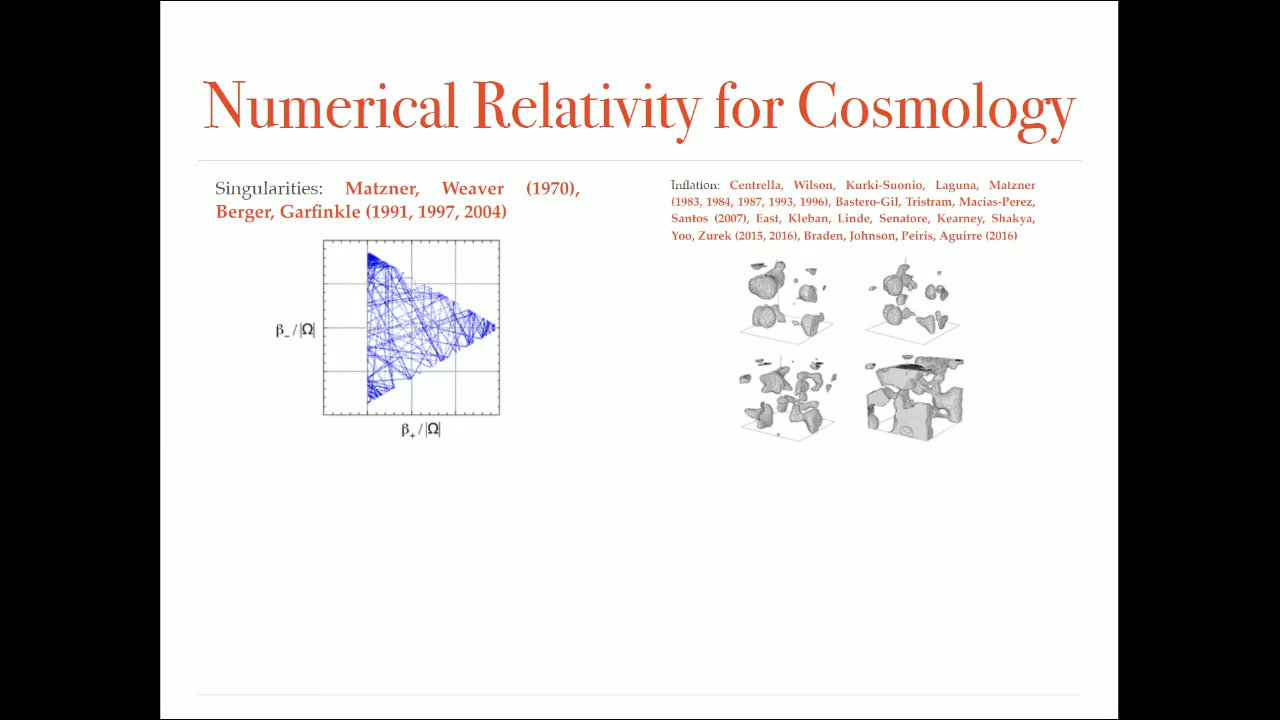 Numerical Relativity for Cosmology
Singularities: Matzner, Weaver (1970),
Berger, Garfinkle (1991, 1997, 2004)
β₋ / |Ω|
β₊ / |Ω|
Inflation: Centrella, Wilson, Kurki-Suonio, Laguna, Matzner
(1983, 1984, 1987, 1993, 1996), Bastero-Gil, Tristram, Macias-Perez,
Santos (2007), East, Kleban, Linde, Senatore, Kearney, Shakya,
Yoo, Zurek (2015, 2016), Braden, Johnson, Peiris, Aguirre (2016)